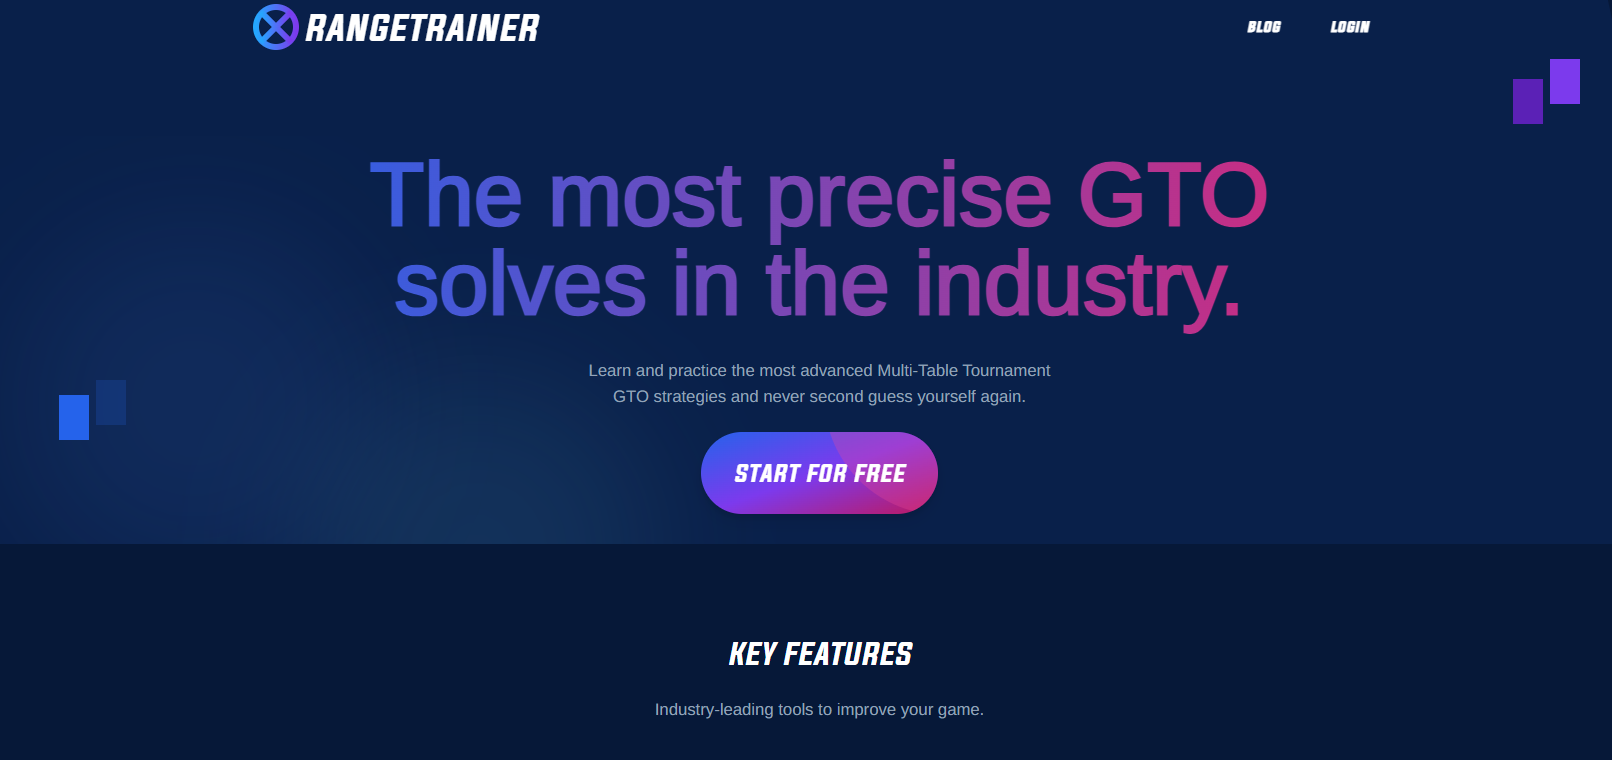 RANGETRAINER
BLOG
LOGIN
The most precise GTO
solves in the industry.
Learn and practice the most advanced Multi-Table Tournament
GTO strategies and never second guess yourself again.
START FOR FREE
KEY FEATURES
Industry-leading tools to improve your game.